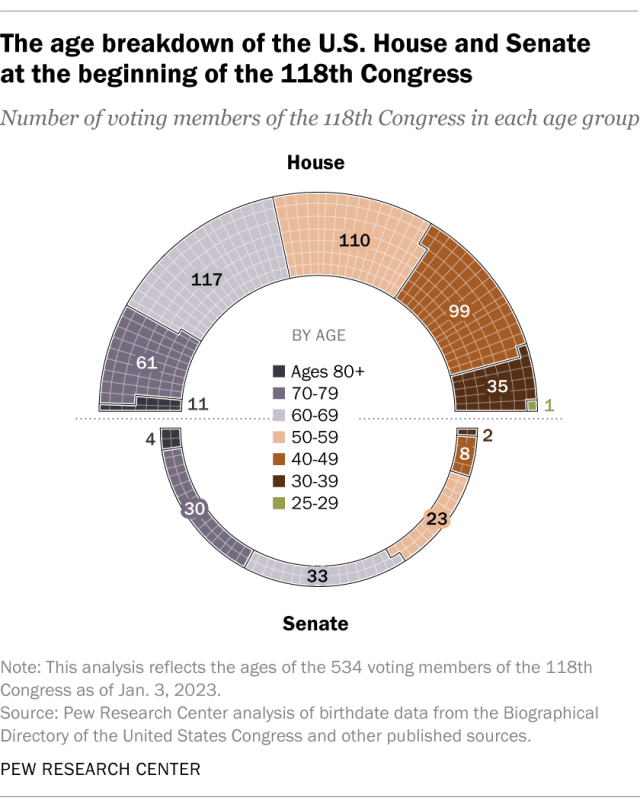 The age breakdown of the U.S. House and Senate
at the beginning of the 118th Congress
Number of voting members of the 118th Congress in each age group
House
110
117
99
61
35
11
1
BY AGE
Ages 80+
70-79
60-69
50-59
40-49
30-39
25-29
4
2
8
30
23
33
Senate
Note: This analysis reflects the ages of the 534 voting members of the 118th
Congress as of Jan. 3, 2023.
Source: Pew Research Center analysis of birthdate data from the Biographical
Directory of the United States Congress and other published sources.
PEW RESEARCH CENTER